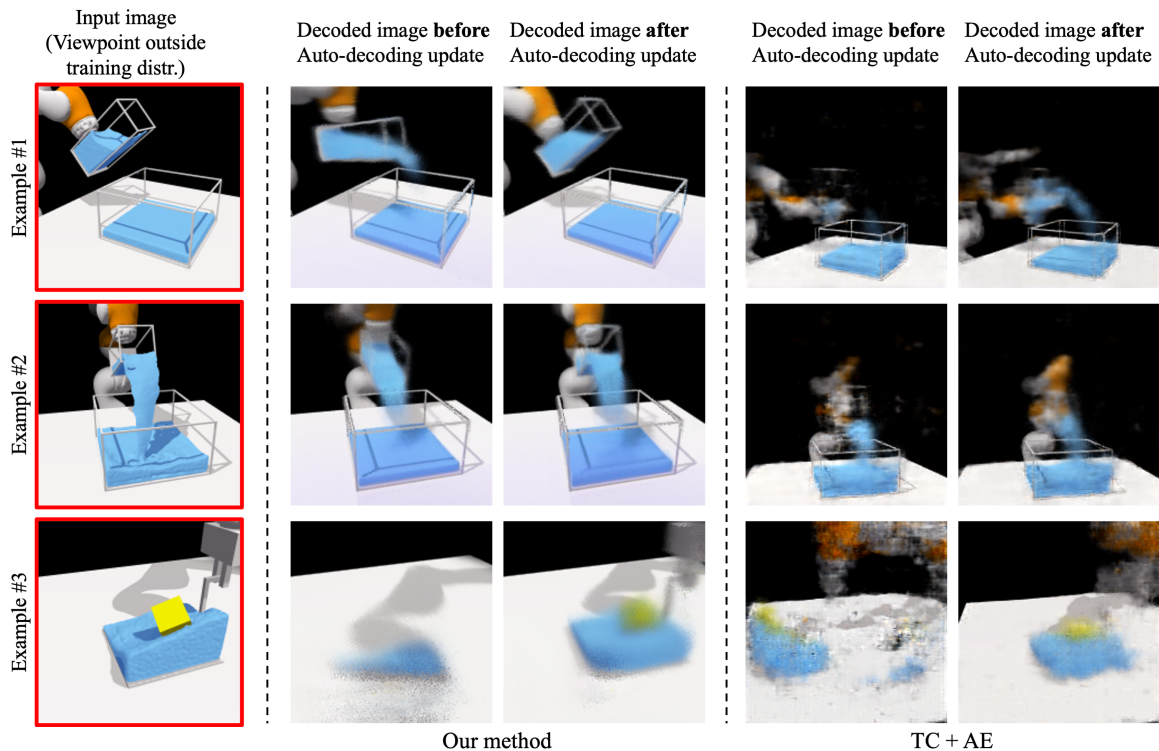 Input image
(Viewpoint outside
training distr.)
Decoded image before
Auto-decoding update
Decoded image after
Auto-decoding update
Decoded image before
Auto-decoding update
Decoded image after
Auto-decoding update
Example #1
Example #2
Example #3
Our method
TC + AE